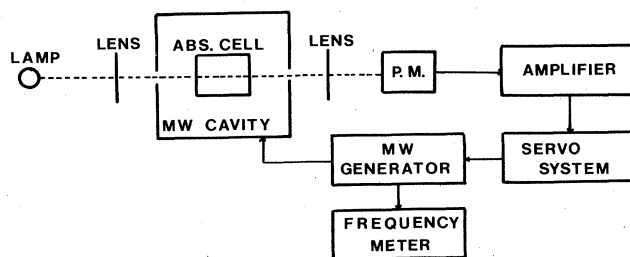 LAMP
LENS
ABS. CELL
MW CAVITY
LENS
P.M.
AMPLIFIER
SERVO
SYSTEM
MW
GENERATOR
FREQUENCY
METER